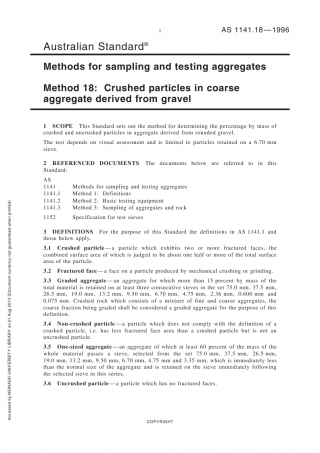 1
AS 1141.18—1996
Australian Standard®
Methods for sampling and testing aggregates
Method 18: Crushed particles in coarse
aggregate derived from gravel
1 SCOPE This Standard sets out the method for determining the percentage by mass of
crushed and uncrushed particles in aggregate derived from rounded gravel.
The test depends on visual assessment and is limited to particles retained on a 6.70 mm
sieve.
2 REFERENCED DOCUMENTS The documents below are referred to in this
Standard:
AS
1141 Methods for sampling and testing aggregates
1141.1 Method 1: Definitions
1141.2 Method 2: Basic testing equipment
1141.3 Method 3: Sampling of aggregates and rock
1152 Specification for test sieves
3 DEFINITIONS For the purpose of this Standard the definitions in AS 1141.1 and
those below apply.
3.1 Crushed particle—a particle which exhibits two or more fractured faces, the
combined surface area of which is judged to be about one half or more of the total surface
area of the particle.
3.2 Fractured face—a face on a particle produced by mechanical crushing or grinding.
3.3 Graded aggregate—an aggregate for which more than 15 percent by mass of the
total material is retained on at least three consecutive sieves in the set 75.0 mm, 37.5 mm,
26.5 mm, 19.0 mm, 13.2 mm, 9.50 mm, 6.70 mm, 4.75 mm, 2.36 mm, 0.600 mm and
0.075 mm. Crushed rock which consists of a mixture of fine and coarse aggregates, the
coarse fraction being graded shall be considered a graded aggregate for the purpose of this
definition.
3.4 Non-crushed particle—a particle which does not comply with the definition of a
crushed particle, i.e. has less fractured face area than a crushed particle but is not an
uncrushed particle.
3.5 One-sized aggregate—an aggregate of which at least 60 percent of the mass of the
whole material passes a sieve, selected from the set 75.0 mm, 37.5 mm, 26.5 mm,
19.0 mm, 13.2 mm, 9.50 mm, 6.70 mm, 4.75 mm and 3.35 mm, which is immediately less
than the normal size of the aggregate and is retained on the sieve immediately following
the selected sieve in this series.
3.6 Uncrushed particle—a particle which has no fractured faces.
COPYRIGHT
Accessed by MONASH UNIVERSITY LIBRARY on 21 Aug 2013 (Document currency not guaranteed when printed)